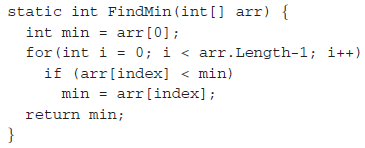 static int FindMin(int[] arr) {
  int min = arr[0];
  for(int i = 0; i < arr.Length-1; i++)
    if (arr[index] < min)
      min = arr[index];
  return min;
}